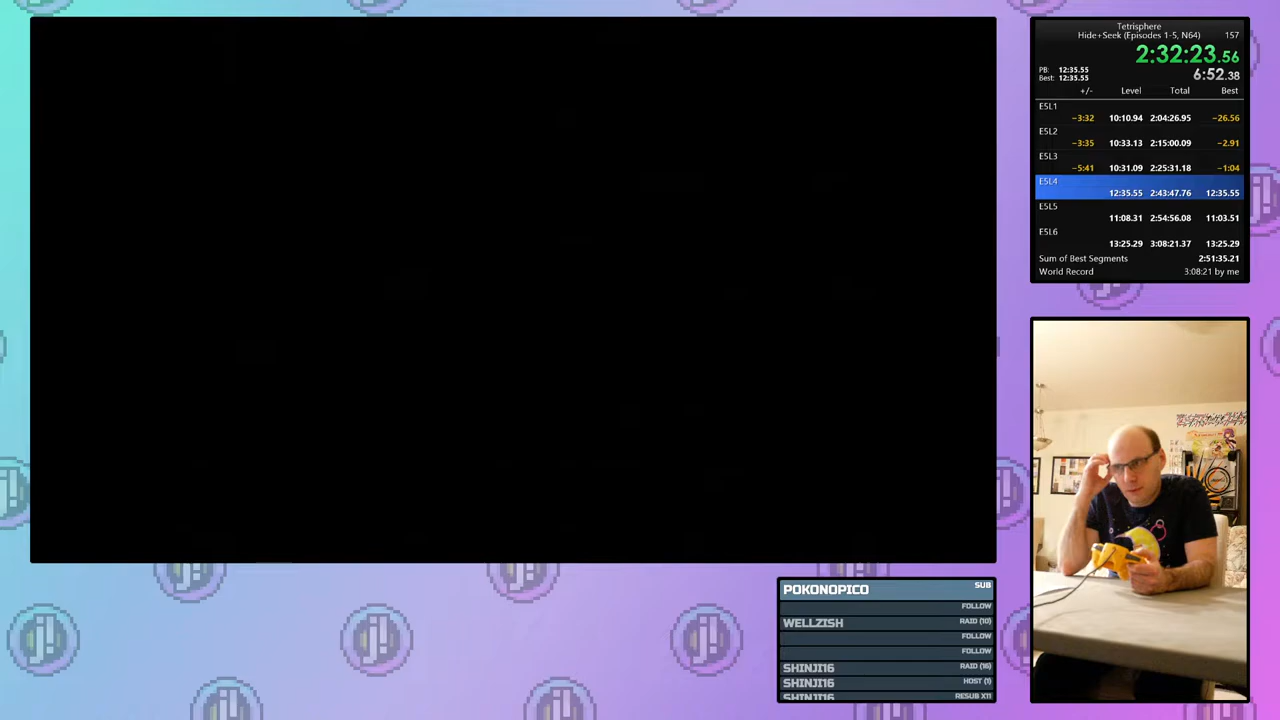 Tetrisphere
Hide+Seek (Episodes 1-5, N64) 157
2:32:23.56
PB: 12:35.55
Best: 12:35.55
6:52.38
+/- Level Total Best
E5L1
−3:32 10:10.94 2:04:26.95 −26.56
E5L2
−3:35 10:33.13 2:15:00.09 −2.91
E5L3
−5:41 10:31.09 2:25:31.18 −1:04
E5L4
12:35.55 2:43:47.76 12:35.55
E5L5
11:08.31 2:54:56.08 11:03.51
E5L6
13:25.29 3:08:21.37 13:25.29
Sum of Best Segments 2:51:35.21
World Record 3:08:21 by me
POKONOPICO SUB
FOLLOW
WELLZISH RAID (10)
FOLLOW
FOLLOW
SHINJI16 RAID (16)
SHINJI16 HOST (1)
SHINJI16 RESUB X11